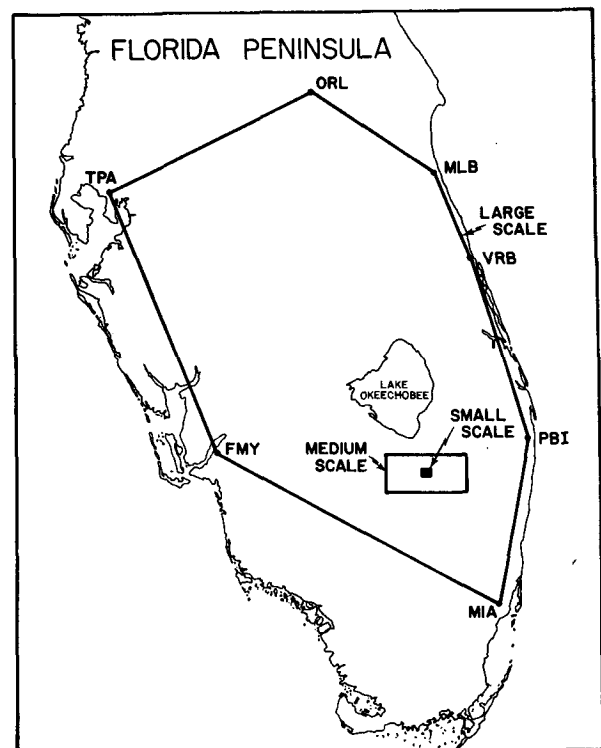 FLORIDA PENINSULA
ORL
TPA
MLB
LARGE
SCALE
VRB
LAKE
OKEECHOBEE
SMALL
SCALE
PBI
MEDIUM
SCALE
FMY
MIA